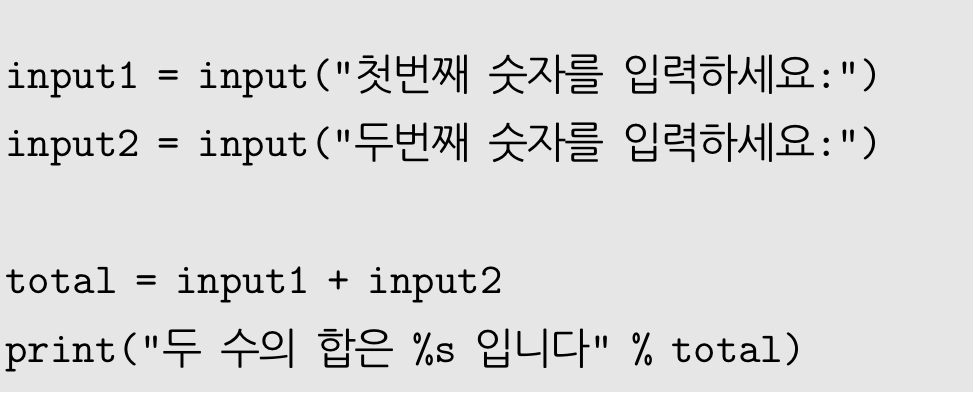 input1 = input("첫번째 숫자를 입력하세요:")
input2 = input("두번째 숫자를 입력하세요:")
total = input1 + input2
print("두 수의 합은 %s 입니다" % total)